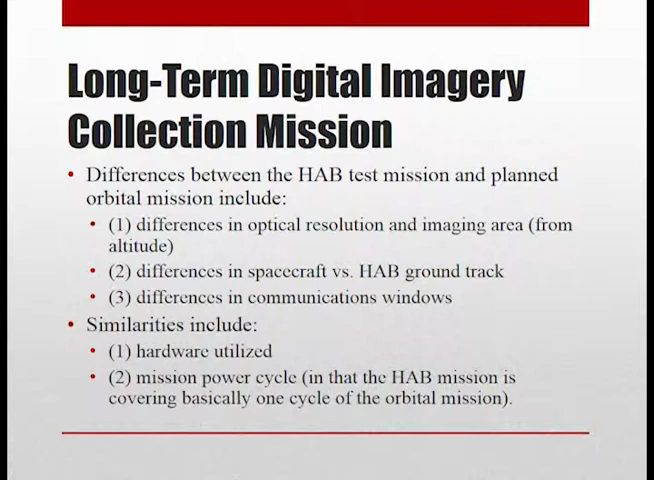 Long-Term Digital Imagery
Collection Mission
• Differences between the HAB test mission and planned
orbital mission include:
• (1) differences in optical resolution and imaging area (from
altitude)
• (2) differences in spacecraft vs. HAB ground track
• (3) differences in communications windows
• Similarities include:
• (1) hardware utilized
• (2) mission power cycle (in that the HAB mission is
covering basically one cycle of the orbital mission).